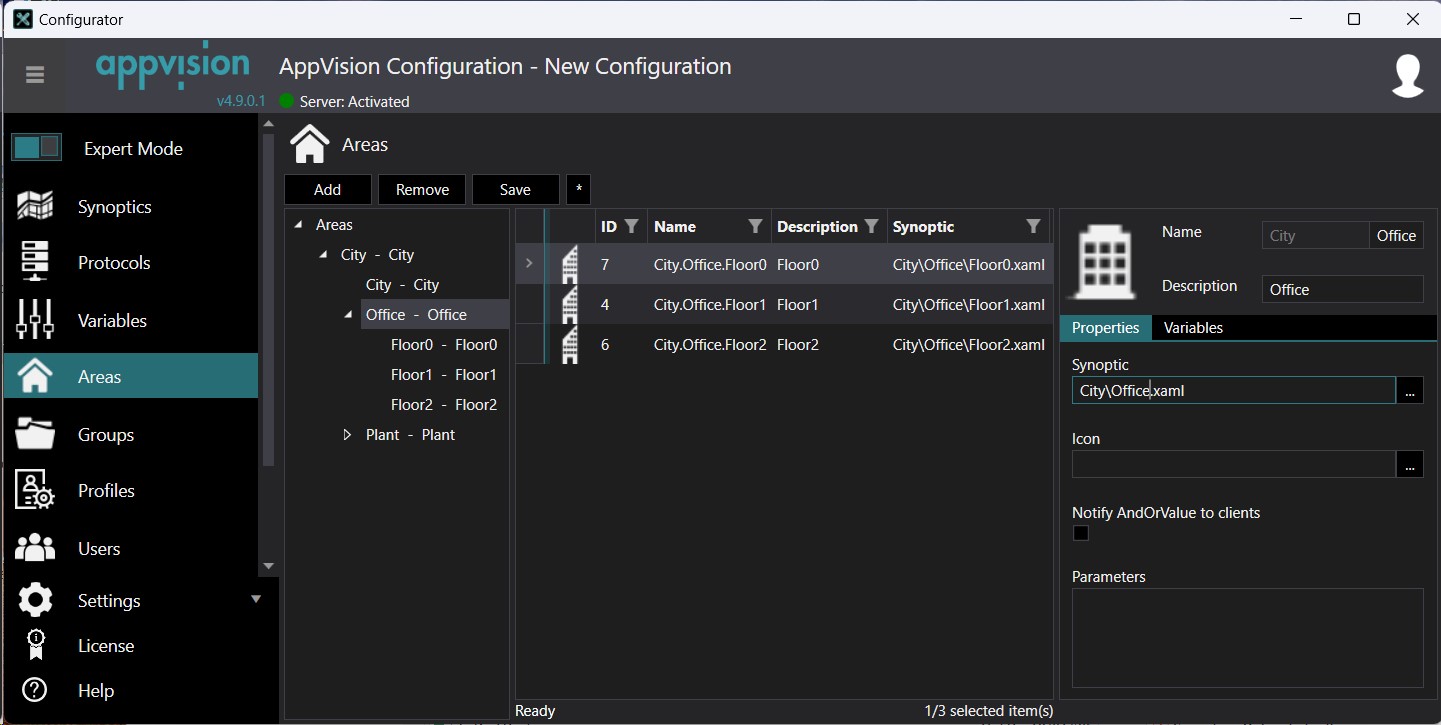 Configurator
appvision
v4.9.0.1
AppVision Configuration - New Configuration
Server: Activated
Expert Mode
Synoptics
Protocols
Variables
Areas
Groups
Profiles
Users
Settings
License
Help
Areas
Add Remove Save *
Areas
City - City
City - City
Office - Office
Floor0 - Floor0
Floor1 - Floor1
Floor2 - Floor2
Plant - Plant
ID Name Description Synoptic
7 City.Office.Floor0 Floor0 City\Office\Floor0.xaml
4 City.Office.Floor1 Floor1 City\Office\Floor1.xaml
6 City.Office.Floor2 Floor2 City\Office\Floor2.xaml
Ready 1/3 selected item(s)
Name City Office
Description Office
Properties Variables
Synoptic
City\Office.xaml ...
Icon
...
Notify AndOrValue to clients
Parameters